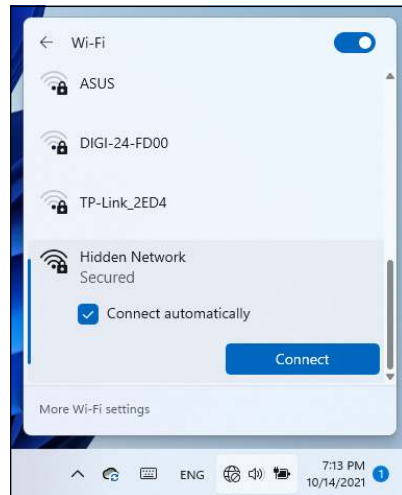 Wi-Fi
ASUS
DIGI-24-FD00
TP-Link_2ED4
Hidden Network
Secured
Connect automatically
Connect
More Wi-Fi settings
ENG
7:13 PM
10/14/2021
1